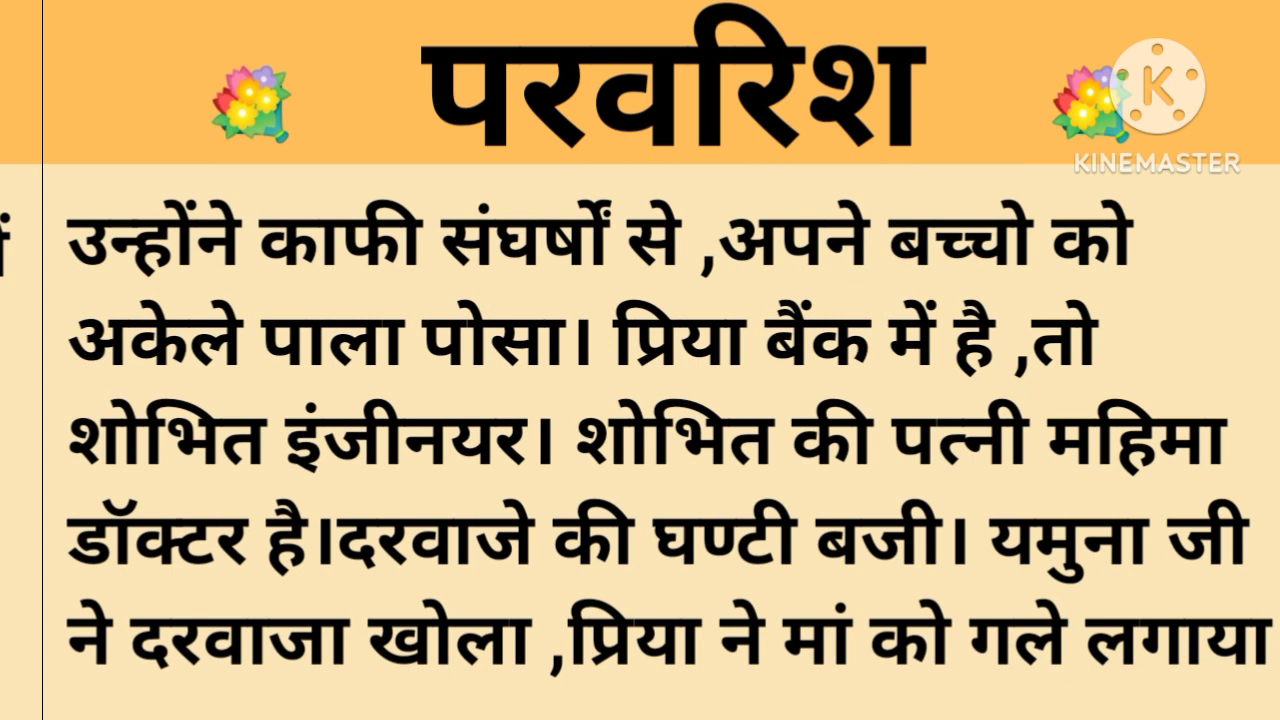 परवरिश
KINEMASTER
उन्होंने काफी संघर्षों से ,अपने बच्चो को
अकेले पाला पोसा। प्रिया बैंक में है ,तो
शोभित इंजीनयर। शोभित की पत्नी महिमा
डॉक्टर है।दरवाजे की घण्टी बजी। यमुना जी
ने दरवाजा खोला ,प्रिया ने मां को गले लगाया